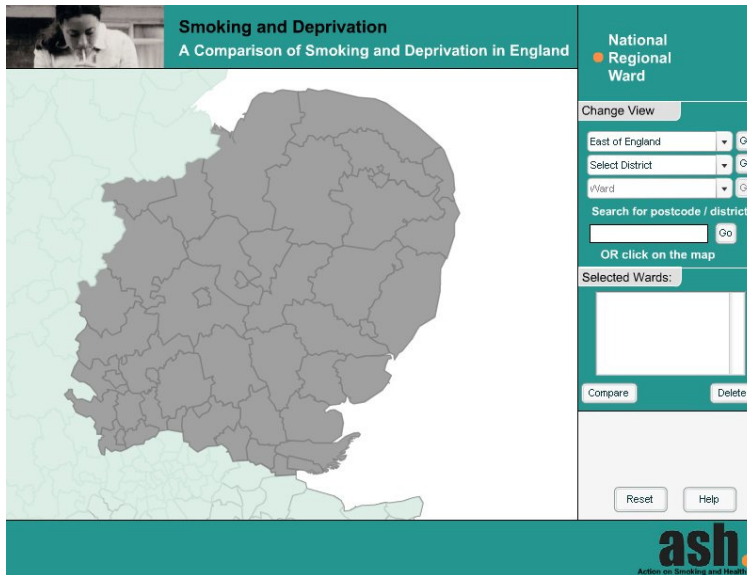 Smoking and Deprivation
A Comparison of Smoking and Deprivation in England
National
Regional
Ward
Change View
East of England
Select District
Ward
Search for postcode / district
Go
OR click on the map
Selected Wards:
Compare
Delete
Reset
Help
ash.
Action on Smoking and Health